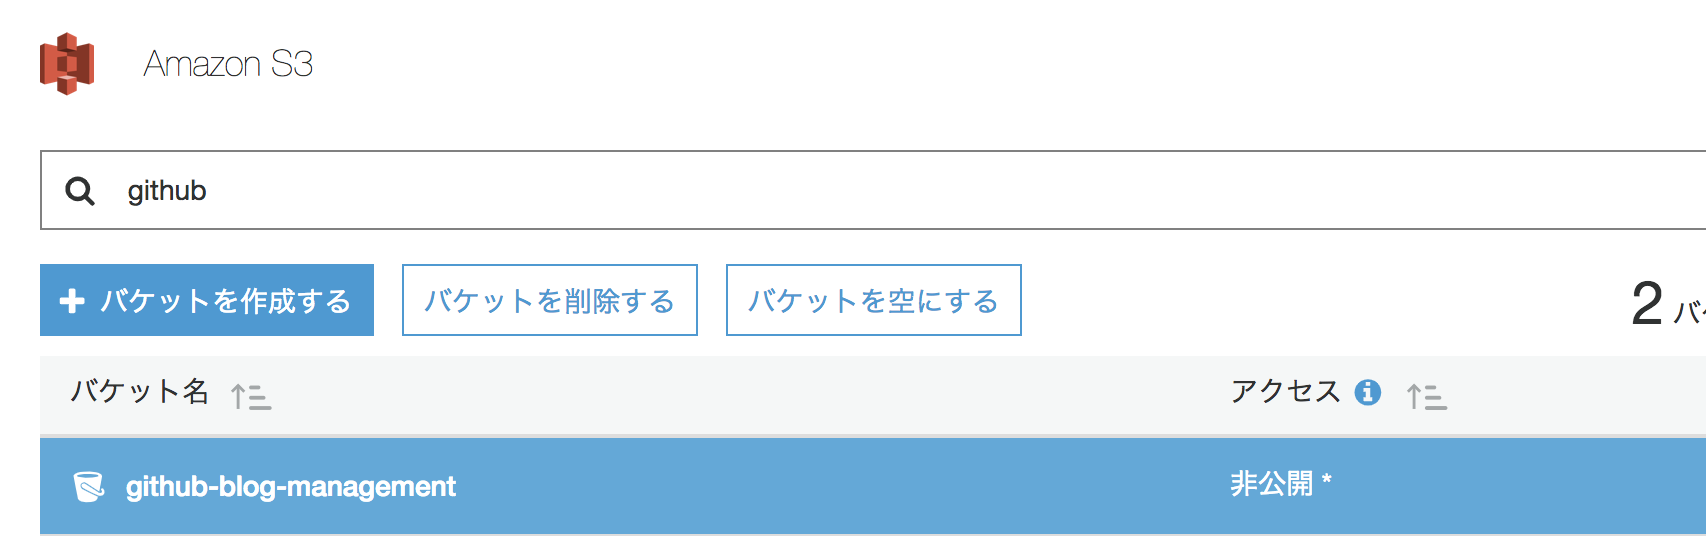 Amazon S3
github
バケットを作成する バケットを削除する バケットを空にする 2
バケット名 アクセス
github-blog-management 非公開 *